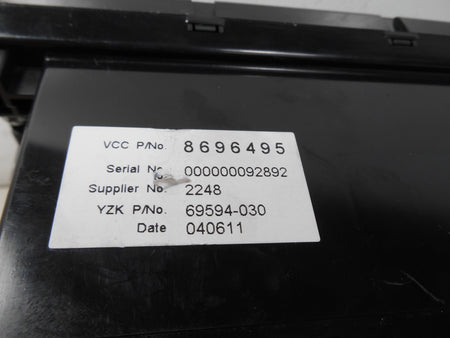 VCC P/No. 8696495
Serial No. 000000092892
Supplier No. 2248
YZK P/No. 69594-030
Date 040611